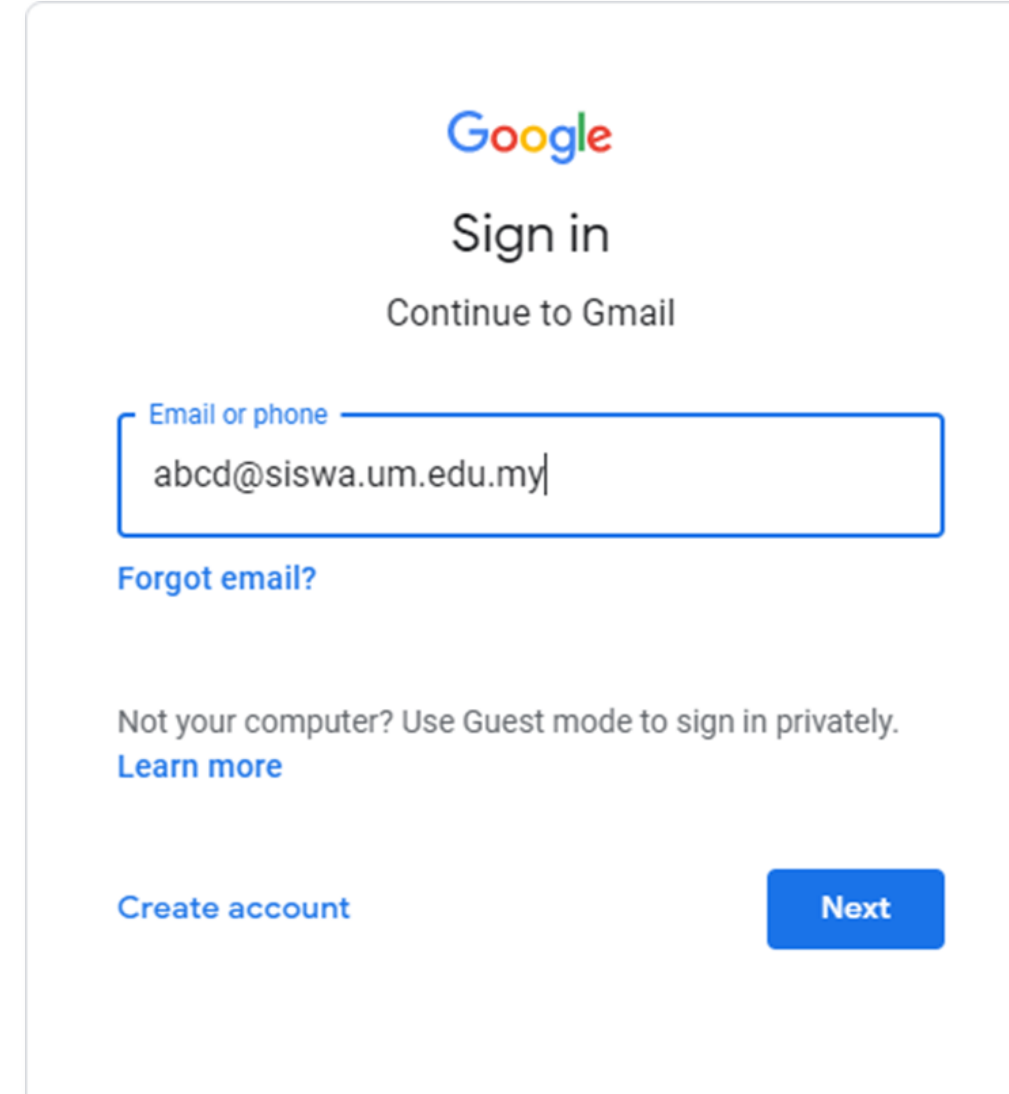 Google
Sign in
Continue to Gmail
Email or phone
abcd@siswa.um.edu.my
Forgot email?
Not your computer? Use Guest mode to sign in privately.
Learn more
Create account
Next